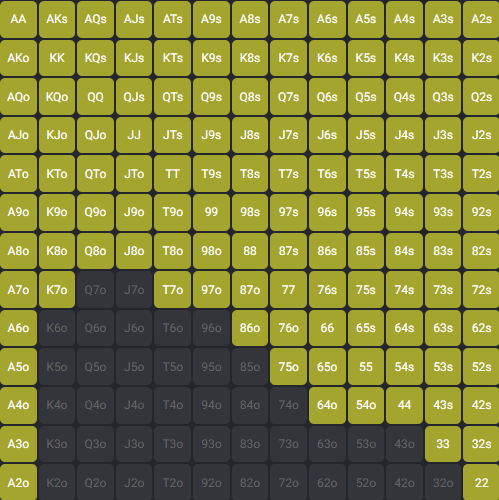 AA AKs AQs AJs ATs A9s A8s A7s A6s A5s A4s A3s A2s
AKo KK KQs KJs KTs K9s K8s K7s K6s K5s K4s K3s K2s
AQo KQo QQ QJs QTs Q9s Q8s Q7s Q6s Q5s Q4s Q3s Q2s
AJo KJo QJo JJ JTs J9s J8s J7s J6s J5s J4s J3s J2s
ATo KTo QTo JTo TT T9s T8s T7s T6s T5s T4s T3s T2s
A9o K9o Q9o J9o T9o 99 98s 97s 96s 95s 94s 93s 92s
A8o K8o Q8o J8o T8o 98o 88 87s 86s 85s 84s 83s 82s
A7o K7o Q7o J7o T7o 97o 87o 77 76s 75s 74s 73s 72s
A6o K6o Q6o J6o T6o 96o 86o 76o 66 65s 64s 63s 62s
A5o K5o Q5o J5o T5o 95o 85o 75o 65o 55 54s 53s 52s
A4o K4o Q4o J4o T4o 94o 84o 74o 64o 54o 44 43s 42s
A3o K3o Q3o J3o T3o 93o 83o 73o 63o 53o 43o 33 32s
A2o K2o Q2o J2o T2o 92o 82o 72o 62o 52o 42o 32o 22